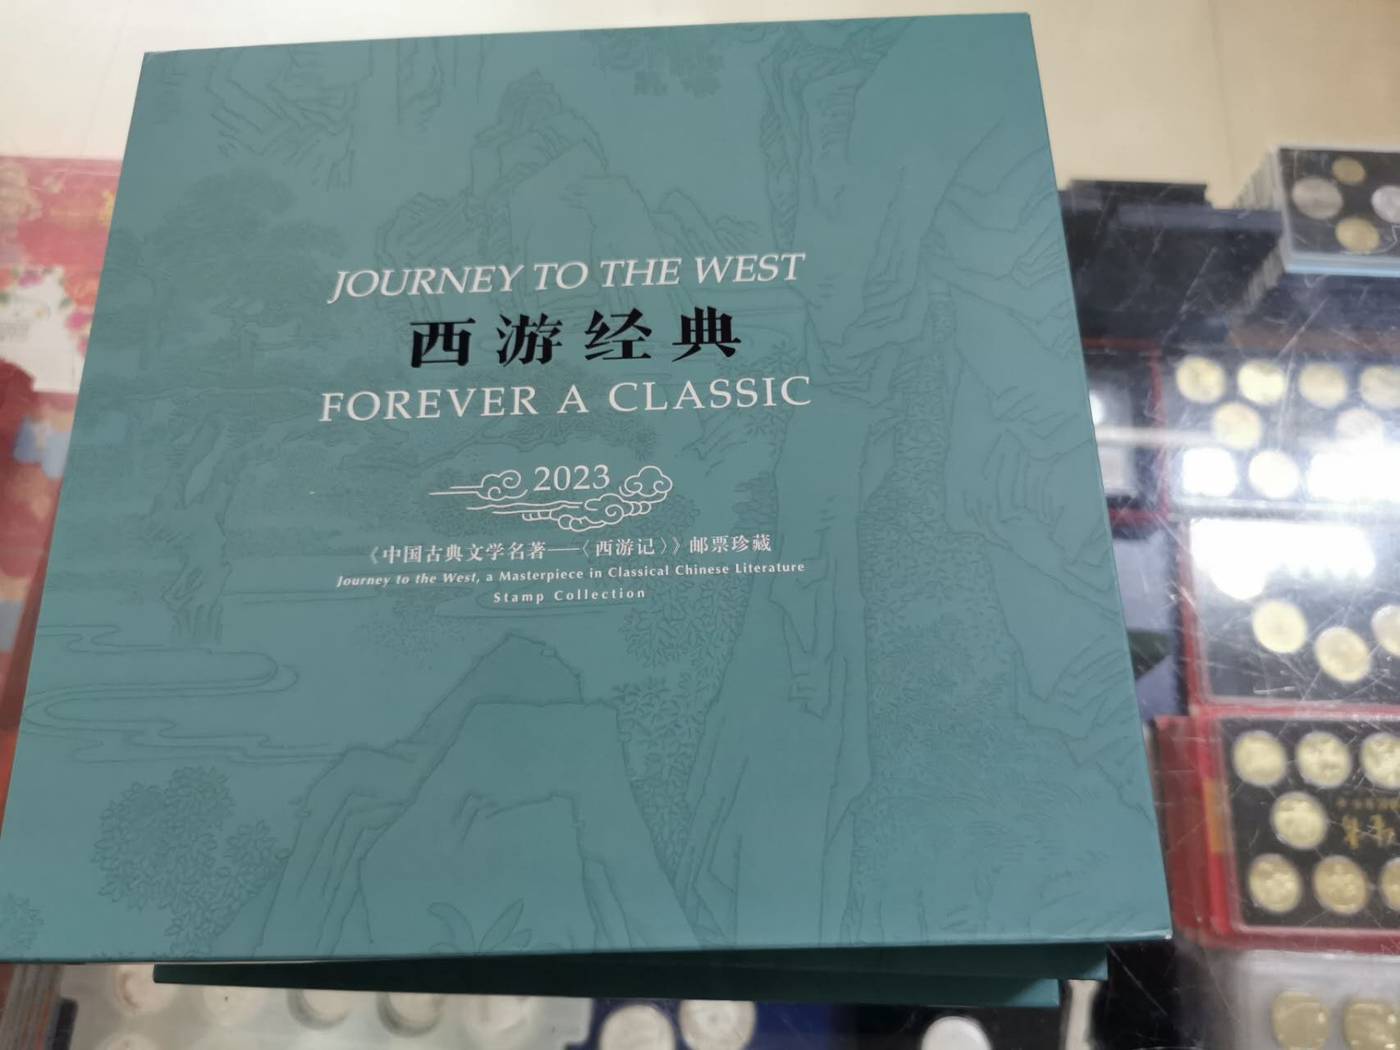 JOURNEY TO THE WEST
西游经典
FOREVER A CLASSIC
2023
《中国古典文学名著——〈西游记〉》邮票珍藏
Journey to the West, a Masterpiece in Classical Chinese Literature
Stamp Collection